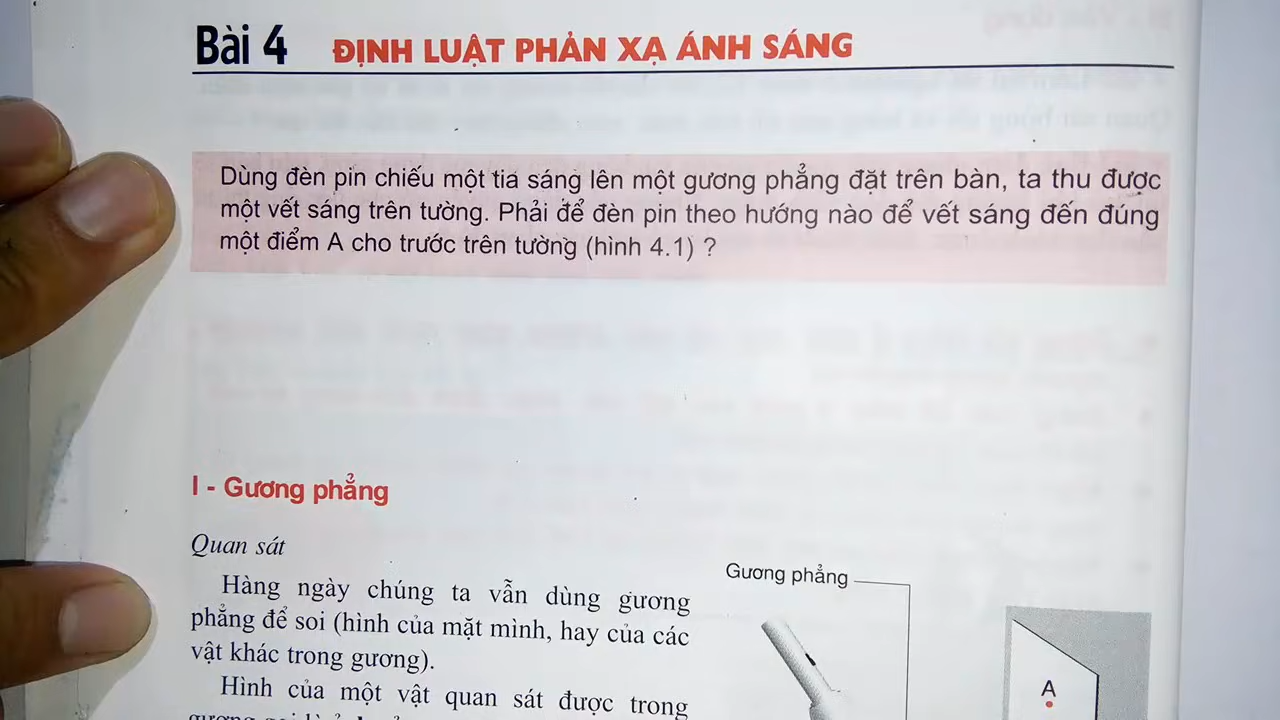 Bài 4 ĐỊNH LUẬT PHẢN XẠ ÁNH SÁNG
Dùng đèn pin chiếu một tia sáng lên một gương phẳng đặt trên bàn, ta thu được
một vết sáng trên tường. Phải để đèn pin theo hướng nào để vết sáng đến đúng
một điểm A cho trước trên tường (hình 4.1) ?
I - Gương phẳng
Quan sát
Hàng ngày chúng ta vẫn dùng gương
phẳng để soi (hình của mặt mình, hay của các
vật khác trong gương).
Hình của một vật quan sát được trong
Gương phẳng
A